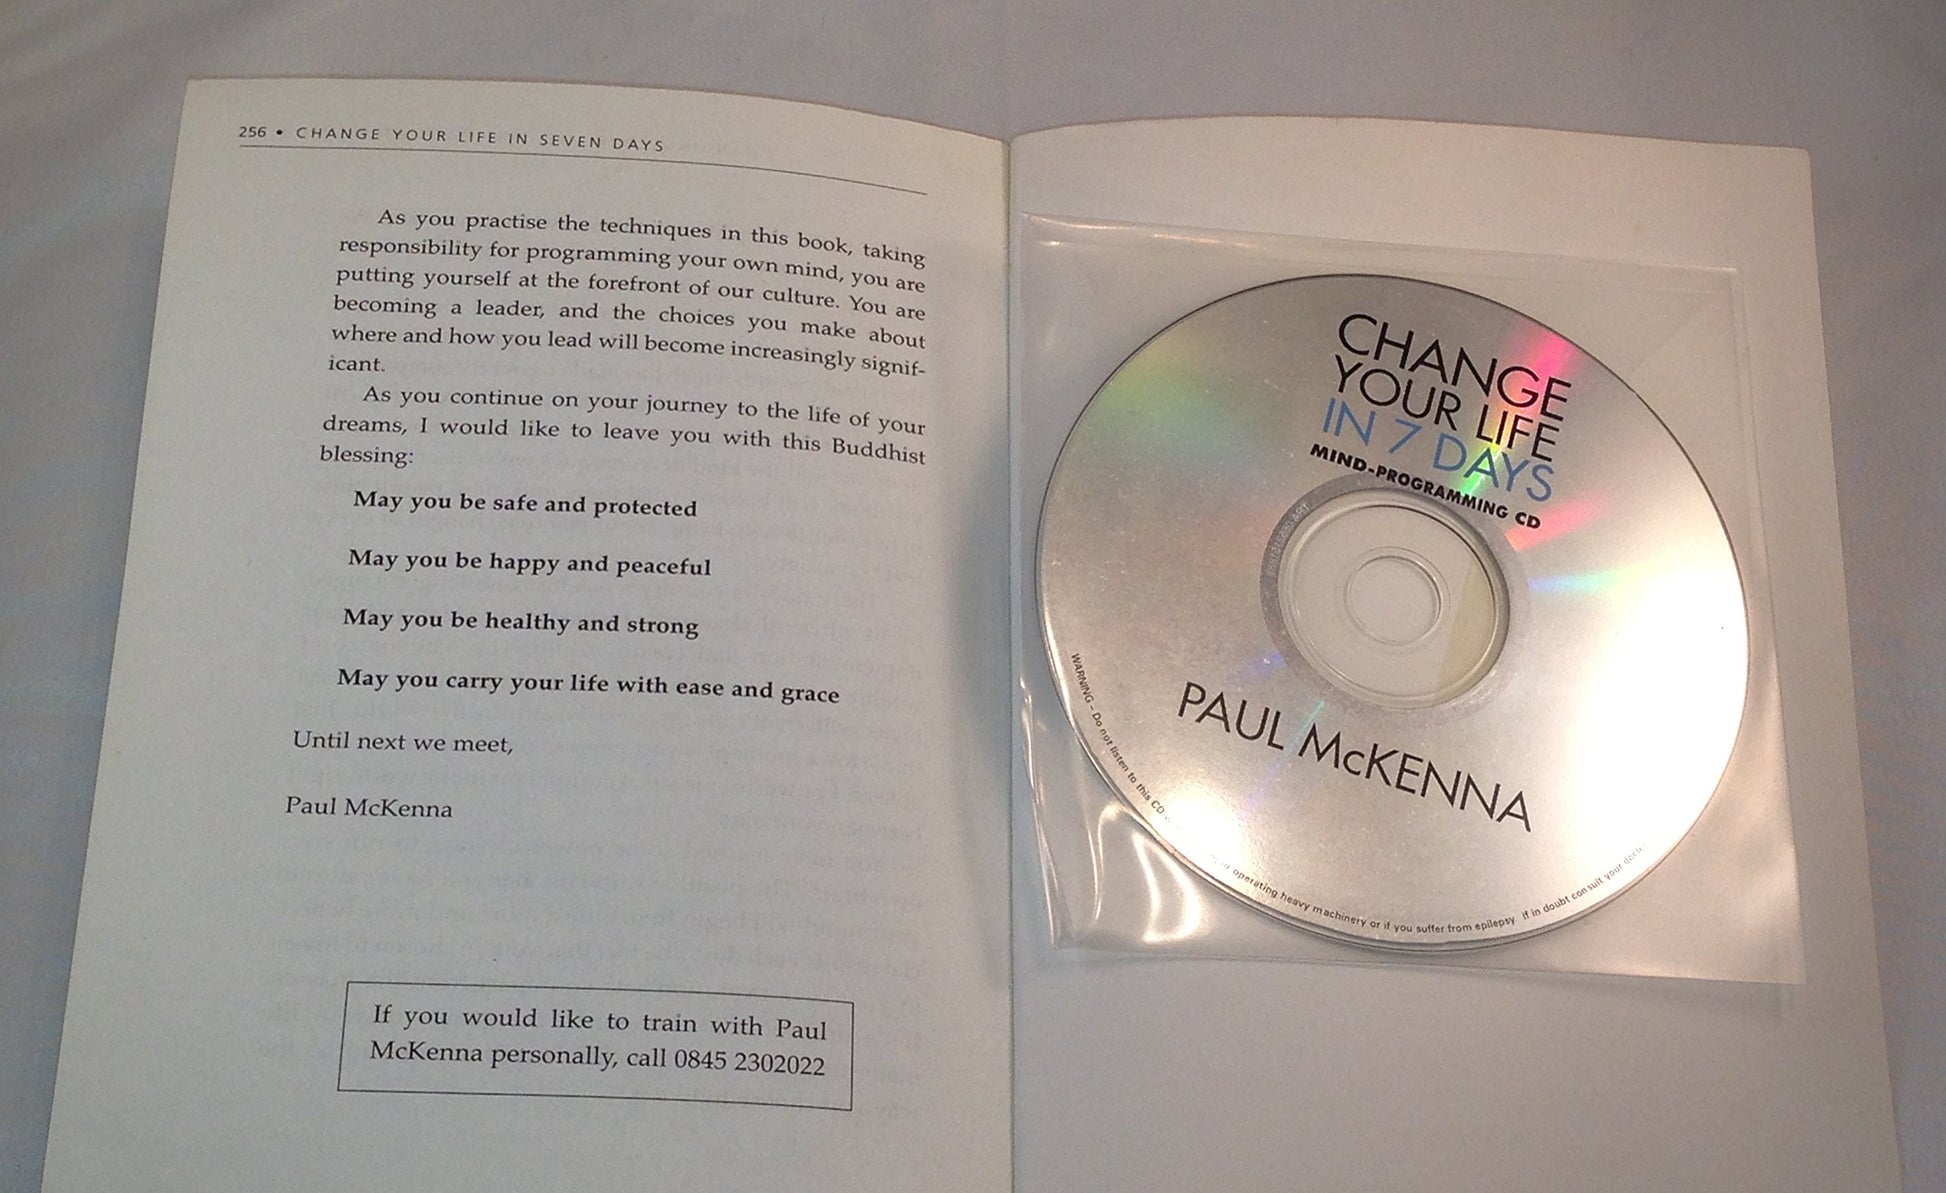 256 • CHANGE YOUR LIFE IN SEVEN DAYS
As you practise the techniques in this book, taking
responsibility for programming your own mind, you are
putting yourself at the forefront of our culture. You are
becoming a leader, and the choices you make about
where and how you lead will become increasingly signif-
icant.
As you continue on your journey to the life of your
dreams, I would like to leave you with this Buddhist
blessing:
May you be safe and protected
May you be happy and peaceful
May you be healthy and strong
May you carry your life with ease and grace
Until next we meet,
Paul McKenna
If you would like to train with Paul
McKenna personally, call 0845 2302022
CHANGE
YOUR LIFE
IN 7 DAYS
MIND-PROGRAMMING CD
PAUL McKENNA
WARNING – Do not listen to this CD operating heavy machinery or if you suffer from epilepsy. If in doubt consult your